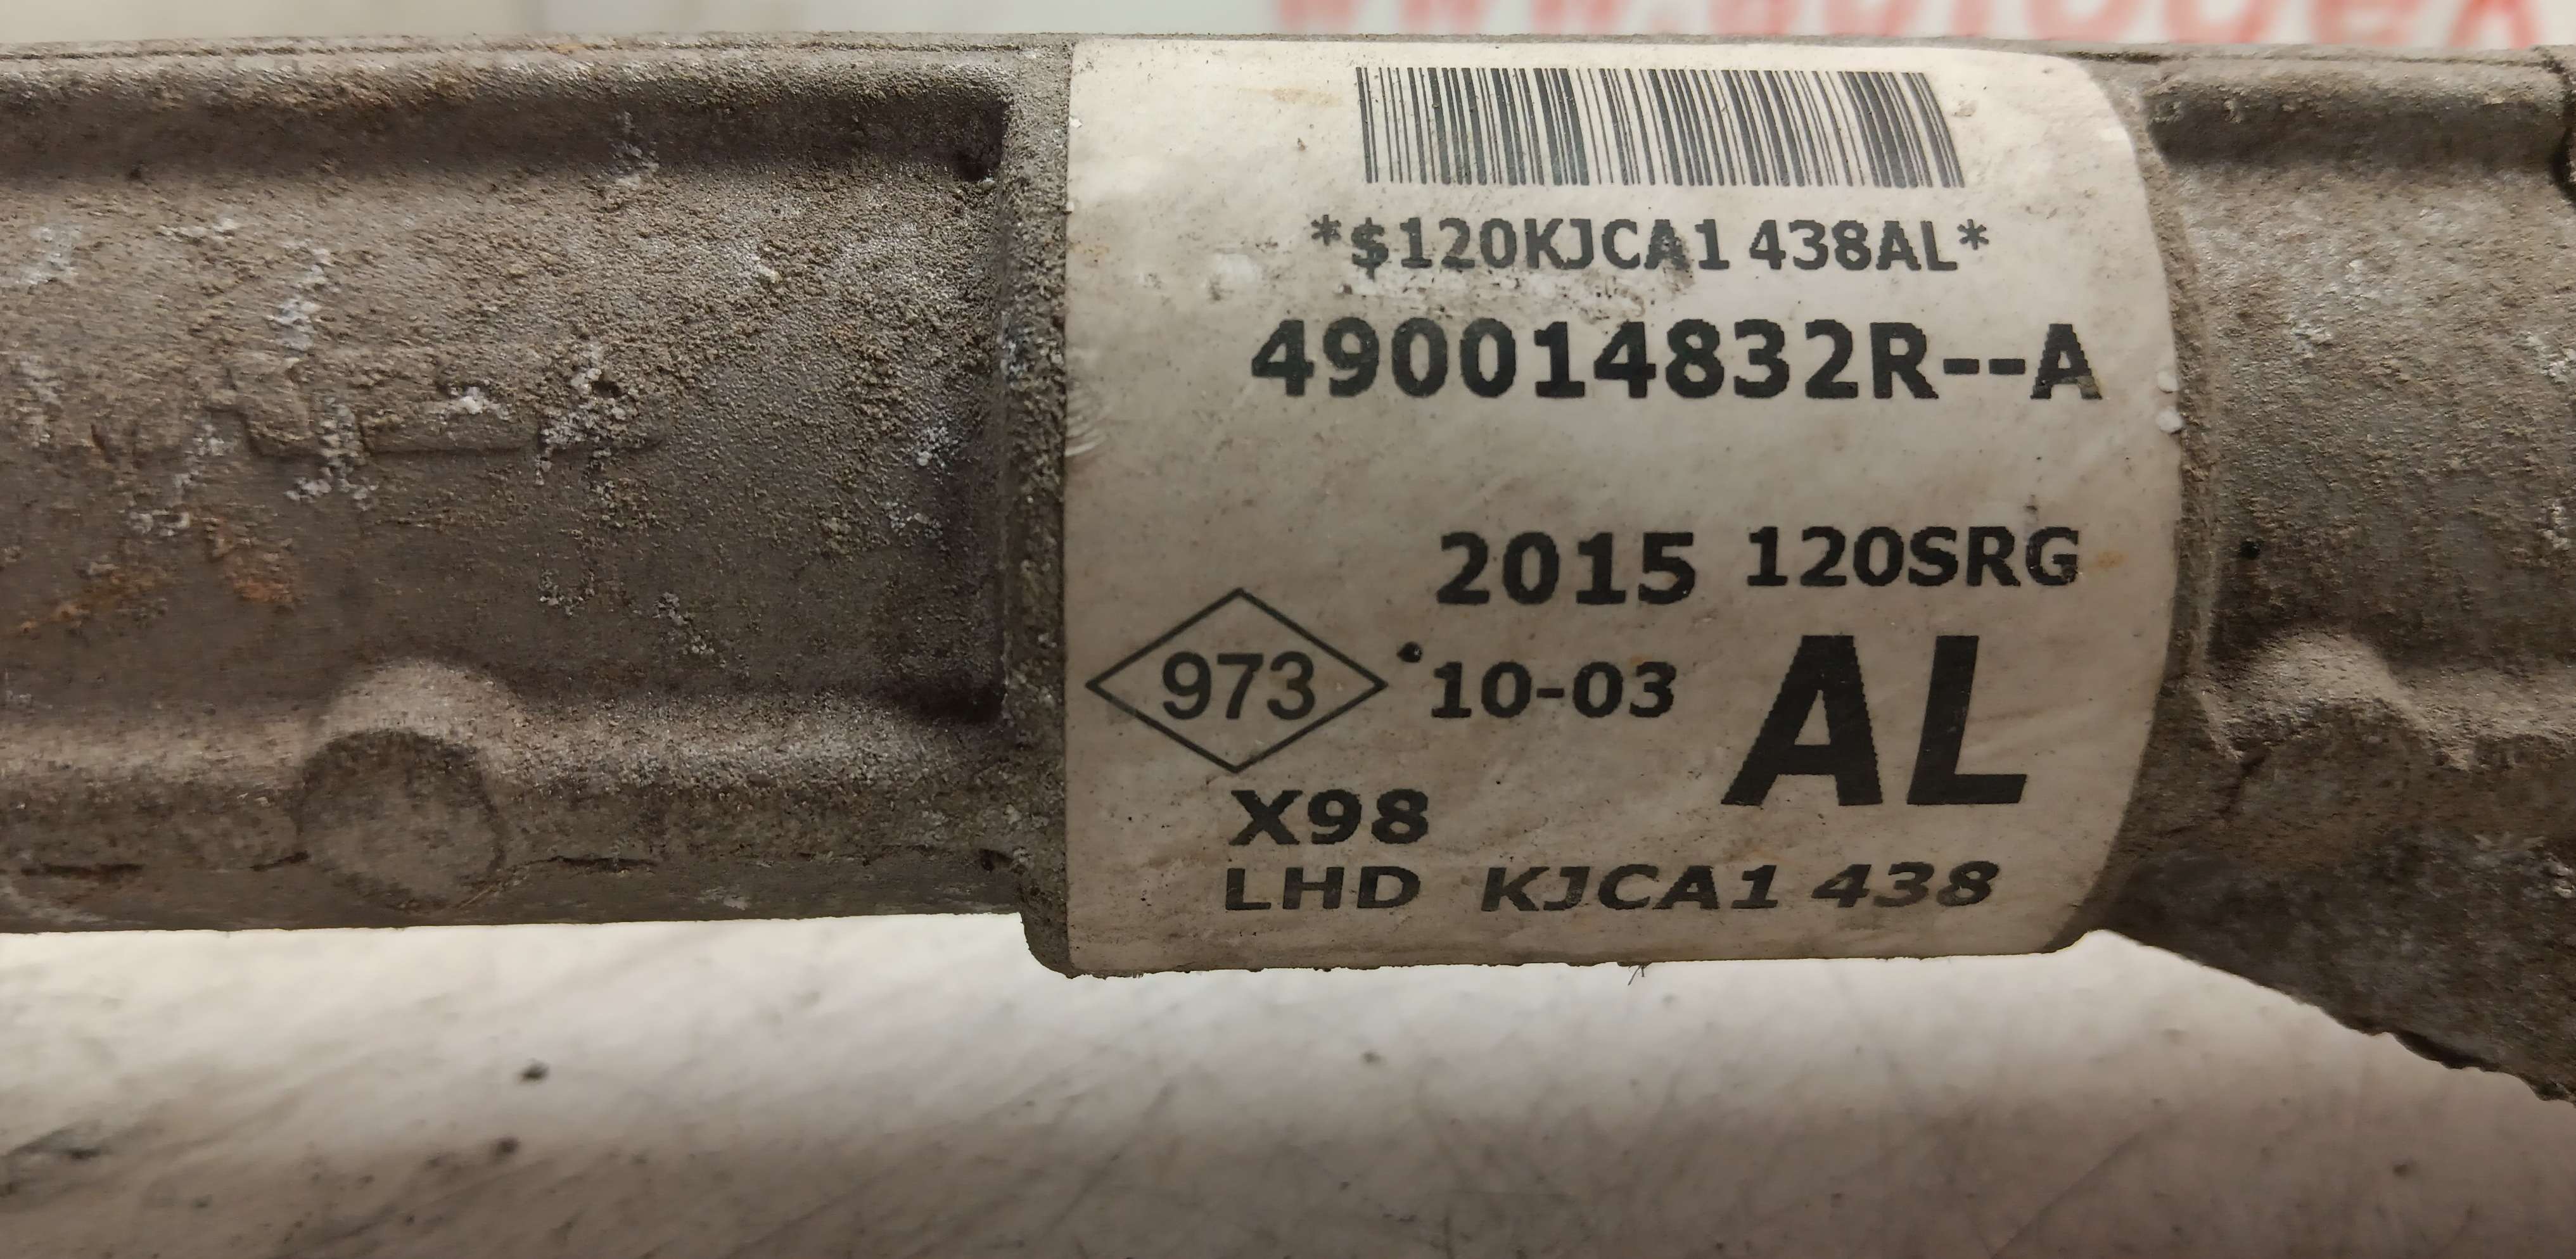 *$120KJCA1 438AL*
490014832R--A
2015 120SRG
973 10-03 AL
X98
LHD KJCA1 438